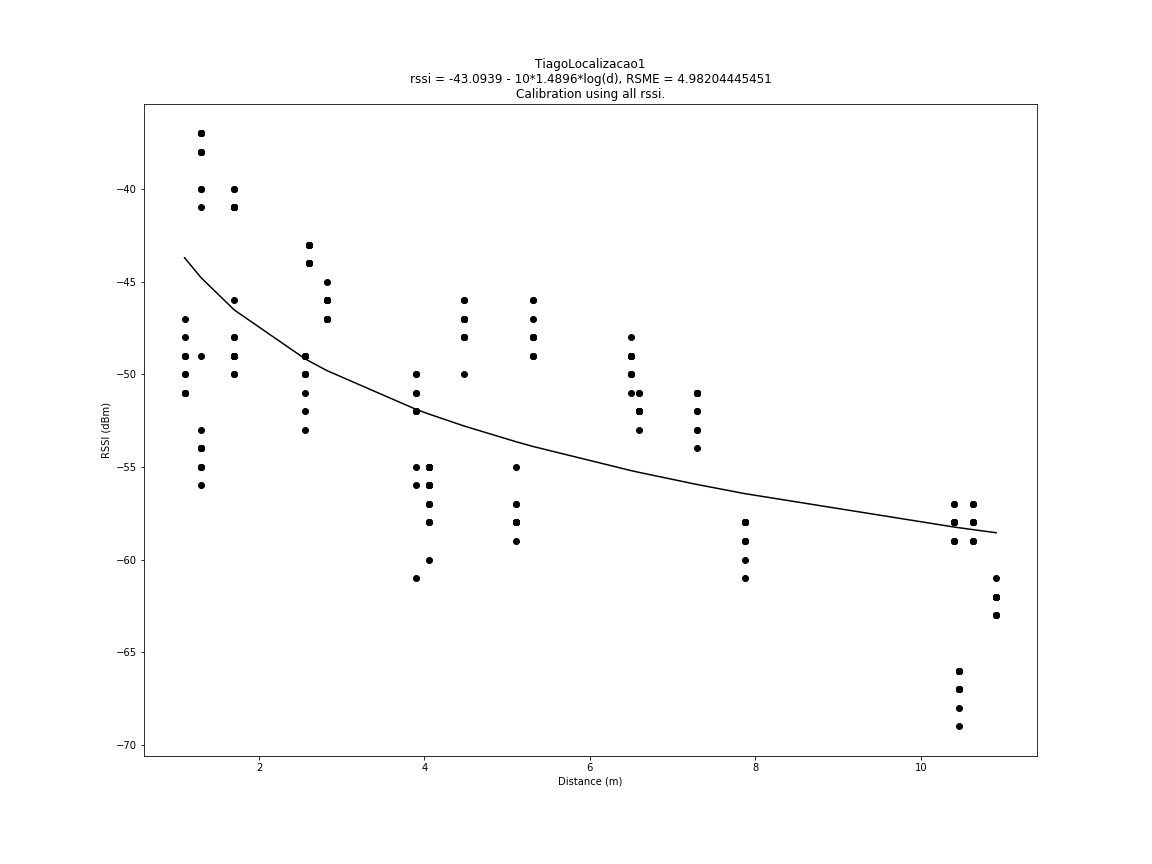 TiagoLocalizacao1
rssi = -43.0939 - 10*1.4896*log(d), RSME = 4.98204445451
Calibration using all rssi.
−40
−45
−50
−55
−60
−65
−70
RSSI (dBm)
2
4
6
8
10
Distance (m)